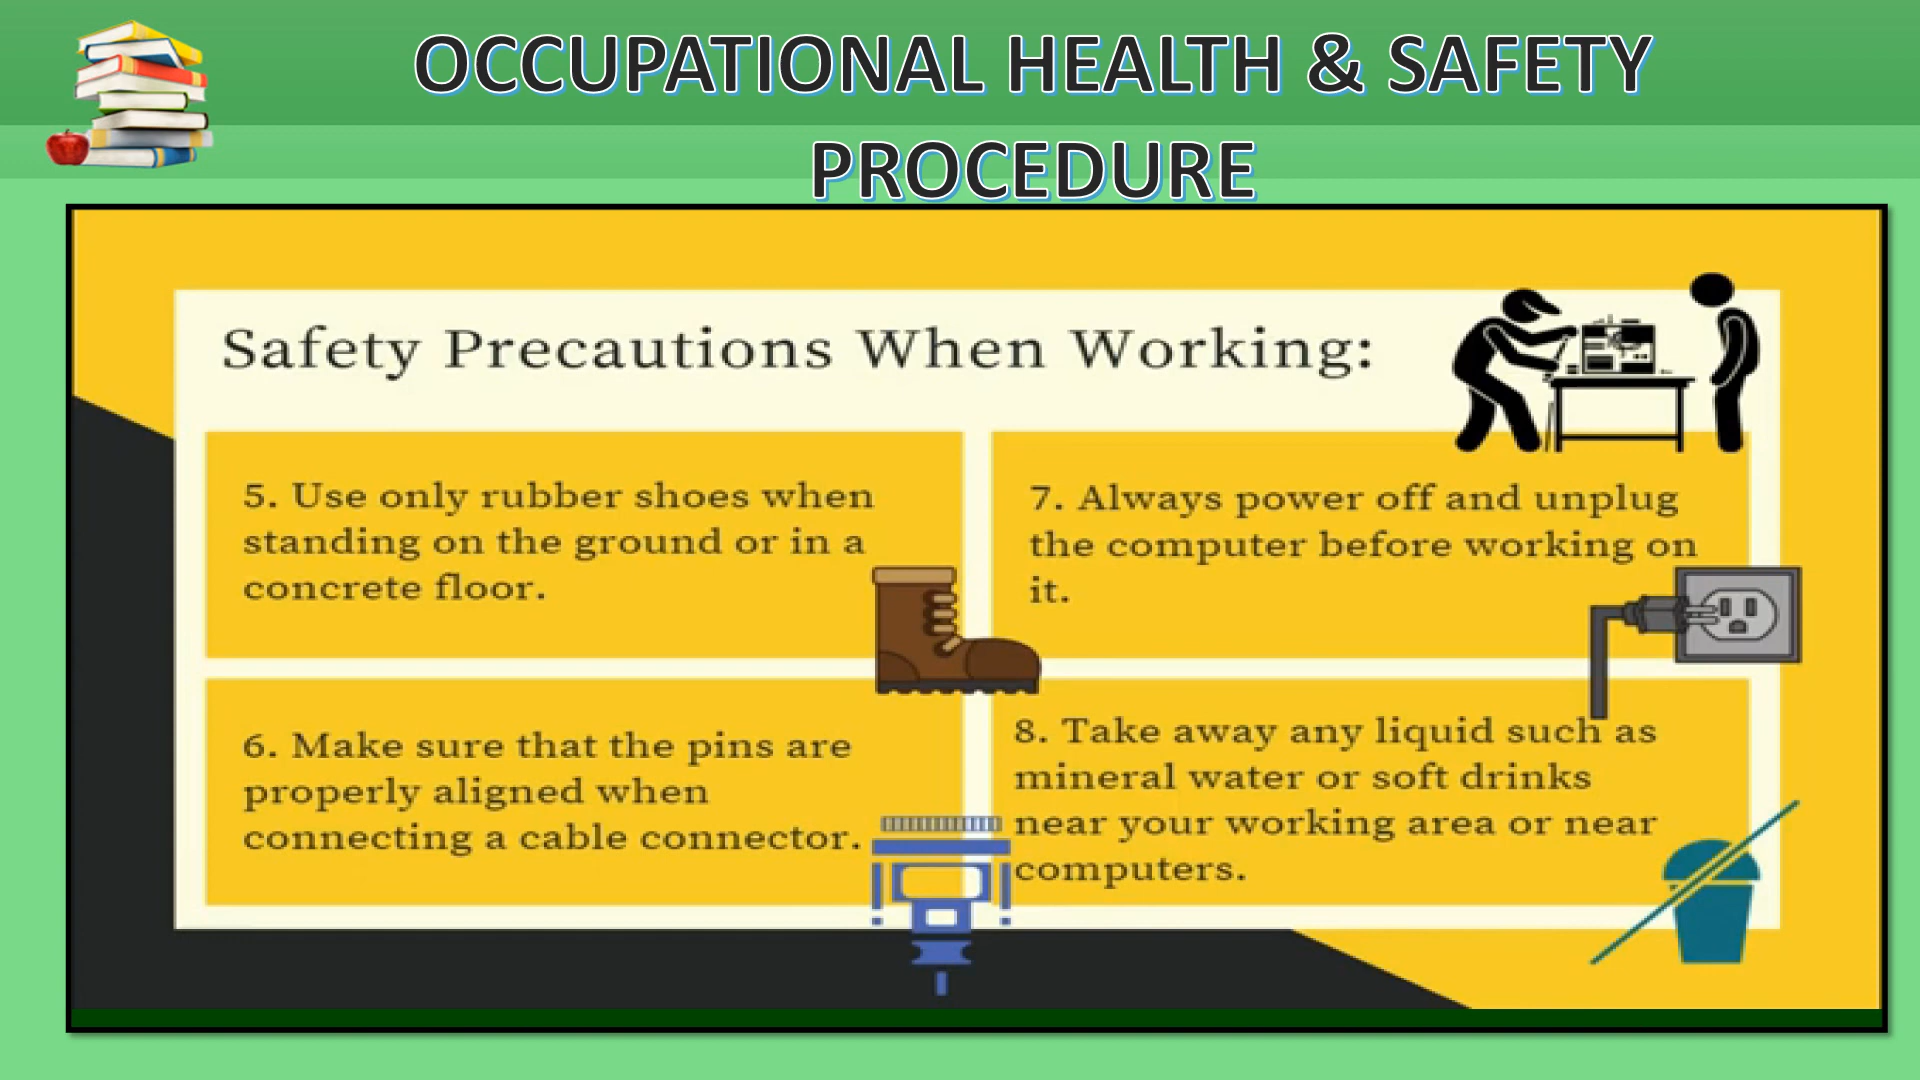 OCCUPATIONAL HEALTH & SAFETY
PROCEDURE
Safety Precautions When Working:
5. Use only rubber shoes when
standing on the ground or in a
concrete floor.
6. Make sure that the pins are
properly aligned when
connecting a cable connector.
7. Always power off and unplug
the computer before working on
it.
8. Take away any liquid such as
mineral water or soft drinks
near your working area or near
computers.